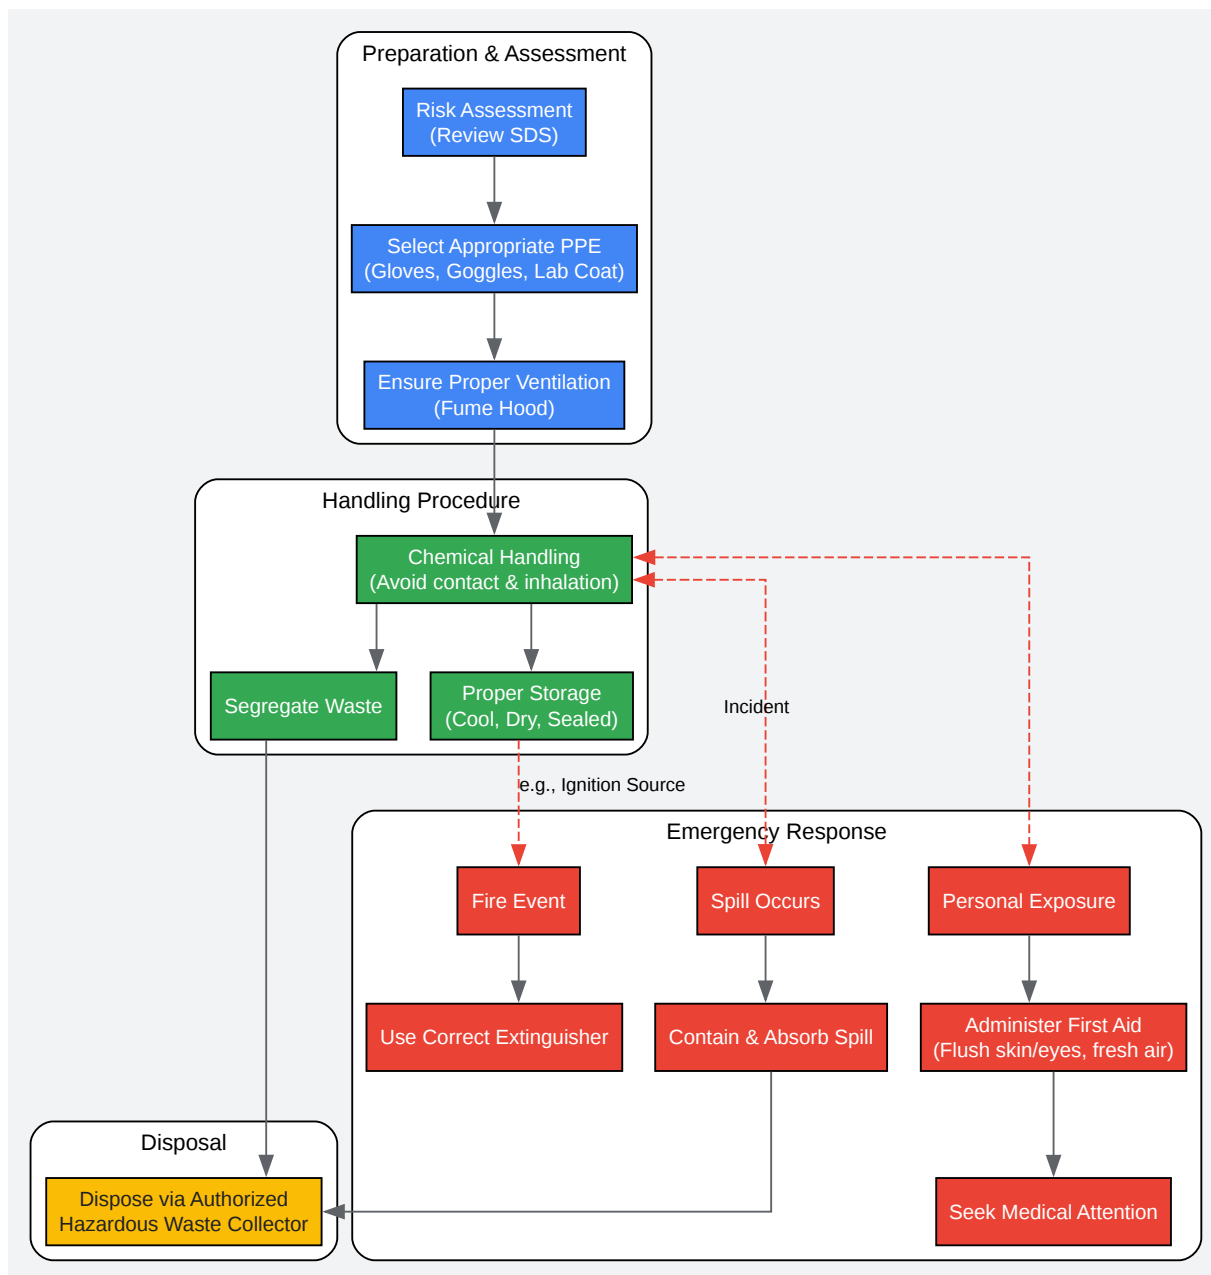 Preparation & Assessment
Risk Assessment
(Review SDS)
Select Appropriate PPE
(Gloves, Goggles, Lab Coat)
Ensure Proper Ventilation
(Fume Hood)
Handling Procedure
Chemical Handling
(Avoid contact & inhalation)
Segregate Waste
Proper Storage
(Cool, Dry, Sealed)
Incident
e.g., Ignition Source
Emergency Response
Fire Event
Spill Occurs
Personal Exposure
Use Correct Extinguisher
Contain & Absorb Spill
Administer First Aid
(Flush skin/eyes, fresh air)
Disposal
Dispose via Authorized
Hazardous Waste Collector
Seek Medical Attention